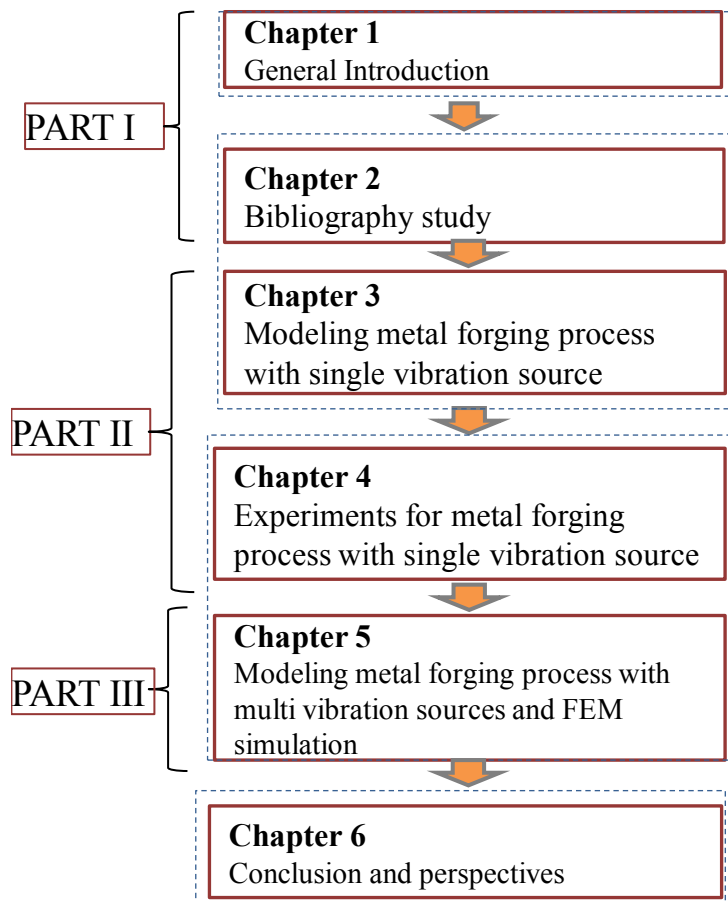 Chapter 1
General Introduction
PART I
Chapter 2
Bibliography study
Chapter 3
Modeling metal forging process
with single vibration source
PART II
Chapter 4
Experiments for metal forging
process with single vibration source
Chapter 5
Modeling metal forging process with
multi vibration sources and FEM
simulation
PART III
Chapter 6
Conclusion and perspectives